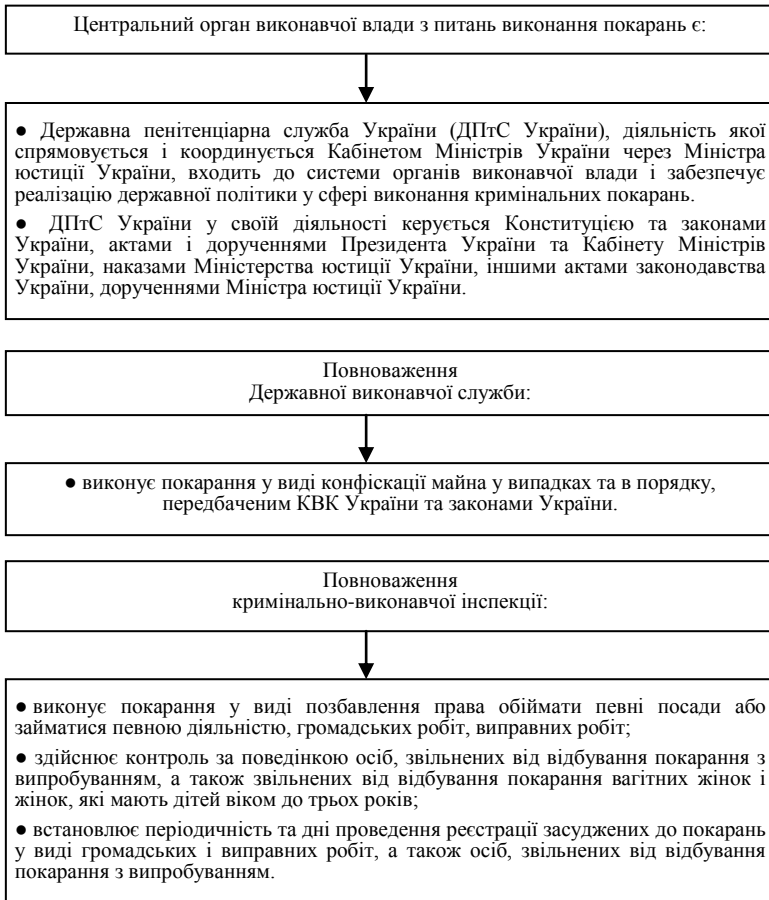 Центральний орган виконавчої влади з питань виконання покарань є:
● Державна пенітенціарна служба України (ДПтС України), діяльність якої
спрямовується і координується Кабінетом Міністрів України через Міністра
юстиції України, входить до системи органів виконавчої влади і забезпечує
реалізацію державної політики у сфері виконання кримінальних покарань.
● ДПтС України у своїй діяльності керується Конституцією та законами
України, актами і дорученнями Президента України та Кабінету Міністрів
України, наказами Міністерства юстиції України, іншими актами законодавства
України, дорученнями Міністра юстиції України.
Повноваження
Державної виконавчої служби:
● виконує покарання у виді конфіскації майна у випадках та в порядку,
передбаченим КВК України та законами України.
Повноваження
кримінально-виконавчої інспекції:
● виконує покарання у виді позбавлення права обіймати певні посади або
займатися певною діяльністю, громадських робіт, виправних робіт;
● здійснює контроль за поведінкою осіб, звільнених від відбування покарання з
випробуванням, а також звільнених від відбування покарання вагітних жінок і
жінок, які мають дітей віком до трьох років;
● встановлює періодичність та дні проведення реєстрації засуджених до покарань
у виді громадських і виправних робіт, а також осіб, звільнених від відбування
покарання з випробуванням.